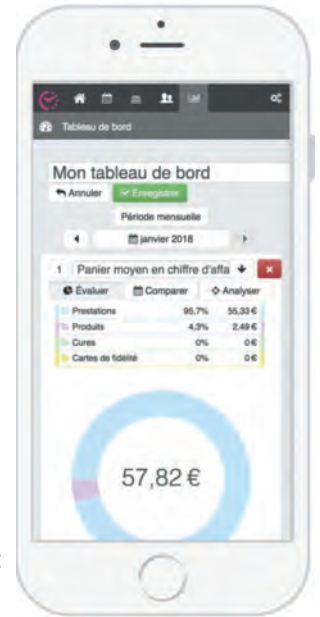 Tableau de bord
Mon tableau de bord
Annuler Enregistrer
Période mensuelle
janvier 2018
1 Panier moyen en chiffre d'affa
Évaluer Comparer Analyser
Prestations 95,7% 55,33 €
Produits 4,3% 2,49 €
Cures 0% 0 €
Cartes de fidélité 0% 0 €
57,82 €